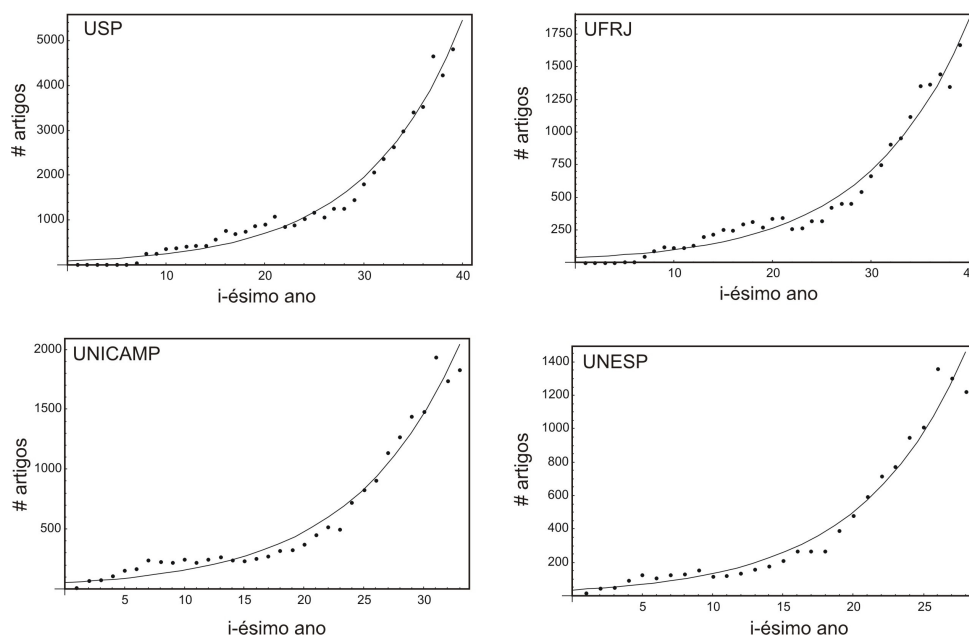 USP
5000
4000
3000
2000
1000
10 20 30 40
# artigos
i-ésimo ano
UFRJ
1750
1500
1250
1000
750
500
250
10 20 30 4
# artigos
i-ésimo ano
UNICAMP
2000
1500
1000
500
5 10 15 20 25 30
# artigos
i-ésimo ano
UNESP
1400
1200
1000
800
600
400
200
5 10 15 20 25
# artigos
i-ésimo ano